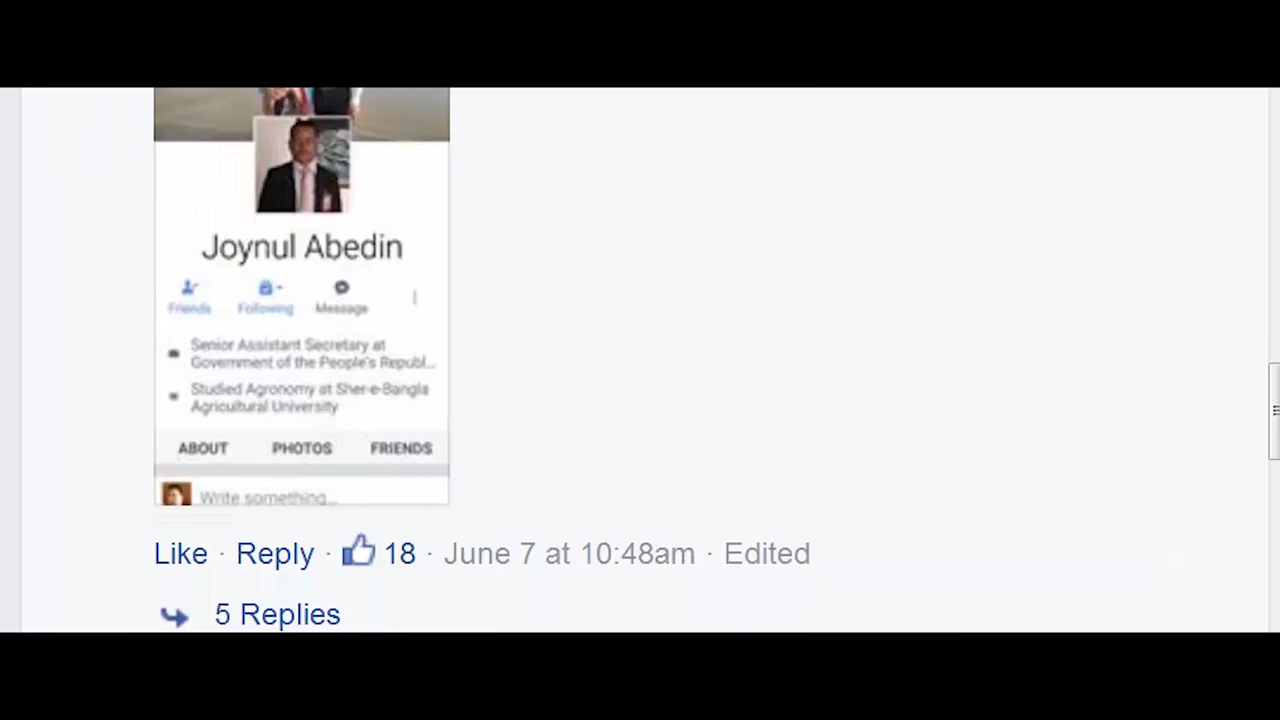 Joynul Abedin
Friends Following Message
Senior Assistant Secretary at
Government of the People's Republ...
Studied Agronomy at Sher-e-Bangla
Agricultural University
ABOUT PHOTOS FRIENDS
Write something...
Like · Reply · 18 · June 7 at 10:48am · Edited
5 Replies